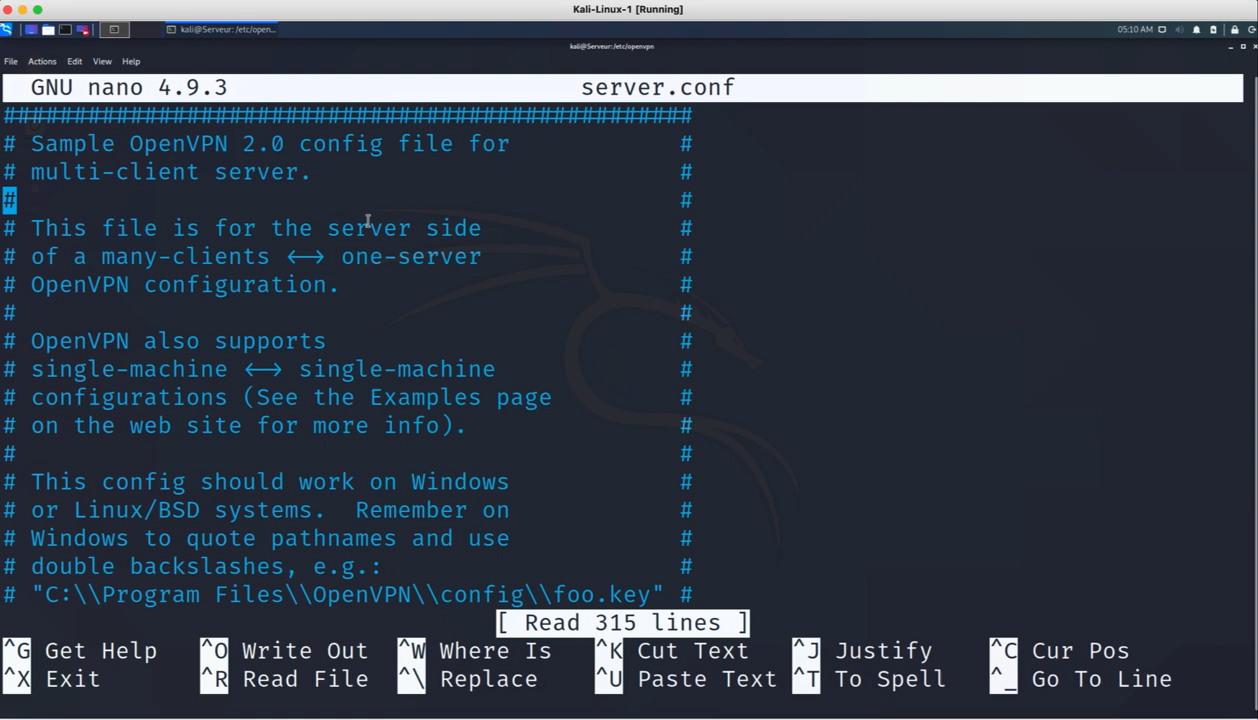 Kali-Linux-1 [Running]
kali@Serveur: /etc/open...
05:10 AM
kali@Serveur: /etc/openvpn
File Actions Edit View Help
GNU nano 4.9.3 server.conf
#################################################
# Sample OpenVPN 2.0 config file for #
# multi-client server. #
# #
# This file is for the server side #
# of a many-clients <-> one-server #
# OpenVPN configuration. #
# #
# OpenVPN also supports #
# single-machine <-> single-machine #
# configurations (See the Examples page #
# on the web site for more info). #
# #
# This config should work on Windows #
# or Linux/BSD systems. Remember on #
# Windows to quote pathnames and use #
# double backslashes, e.g.: #
# "C:\\Program Files\\OpenVPN\\config\\foo.key" #
[ Read 315 lines ]
^G Get Help ^O Write Out ^W Where Is ^K Cut Text ^J Justify ^C Cur Pos
^X Exit ^R Read File ^\ Replace ^U Paste Text ^T To Spell ^_ Go To Line